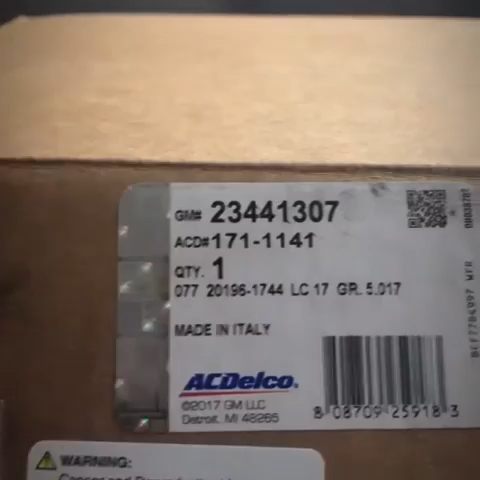 GM# 23441307
ACD# 171-1141
QTY. 1
077 20196-1744 LC 17 GR. 5.017
MADE IN ITALY
ACDelco.
©2017 GM LLC
Detroit, MI 48265
8 08709 25918 3
WARNING: